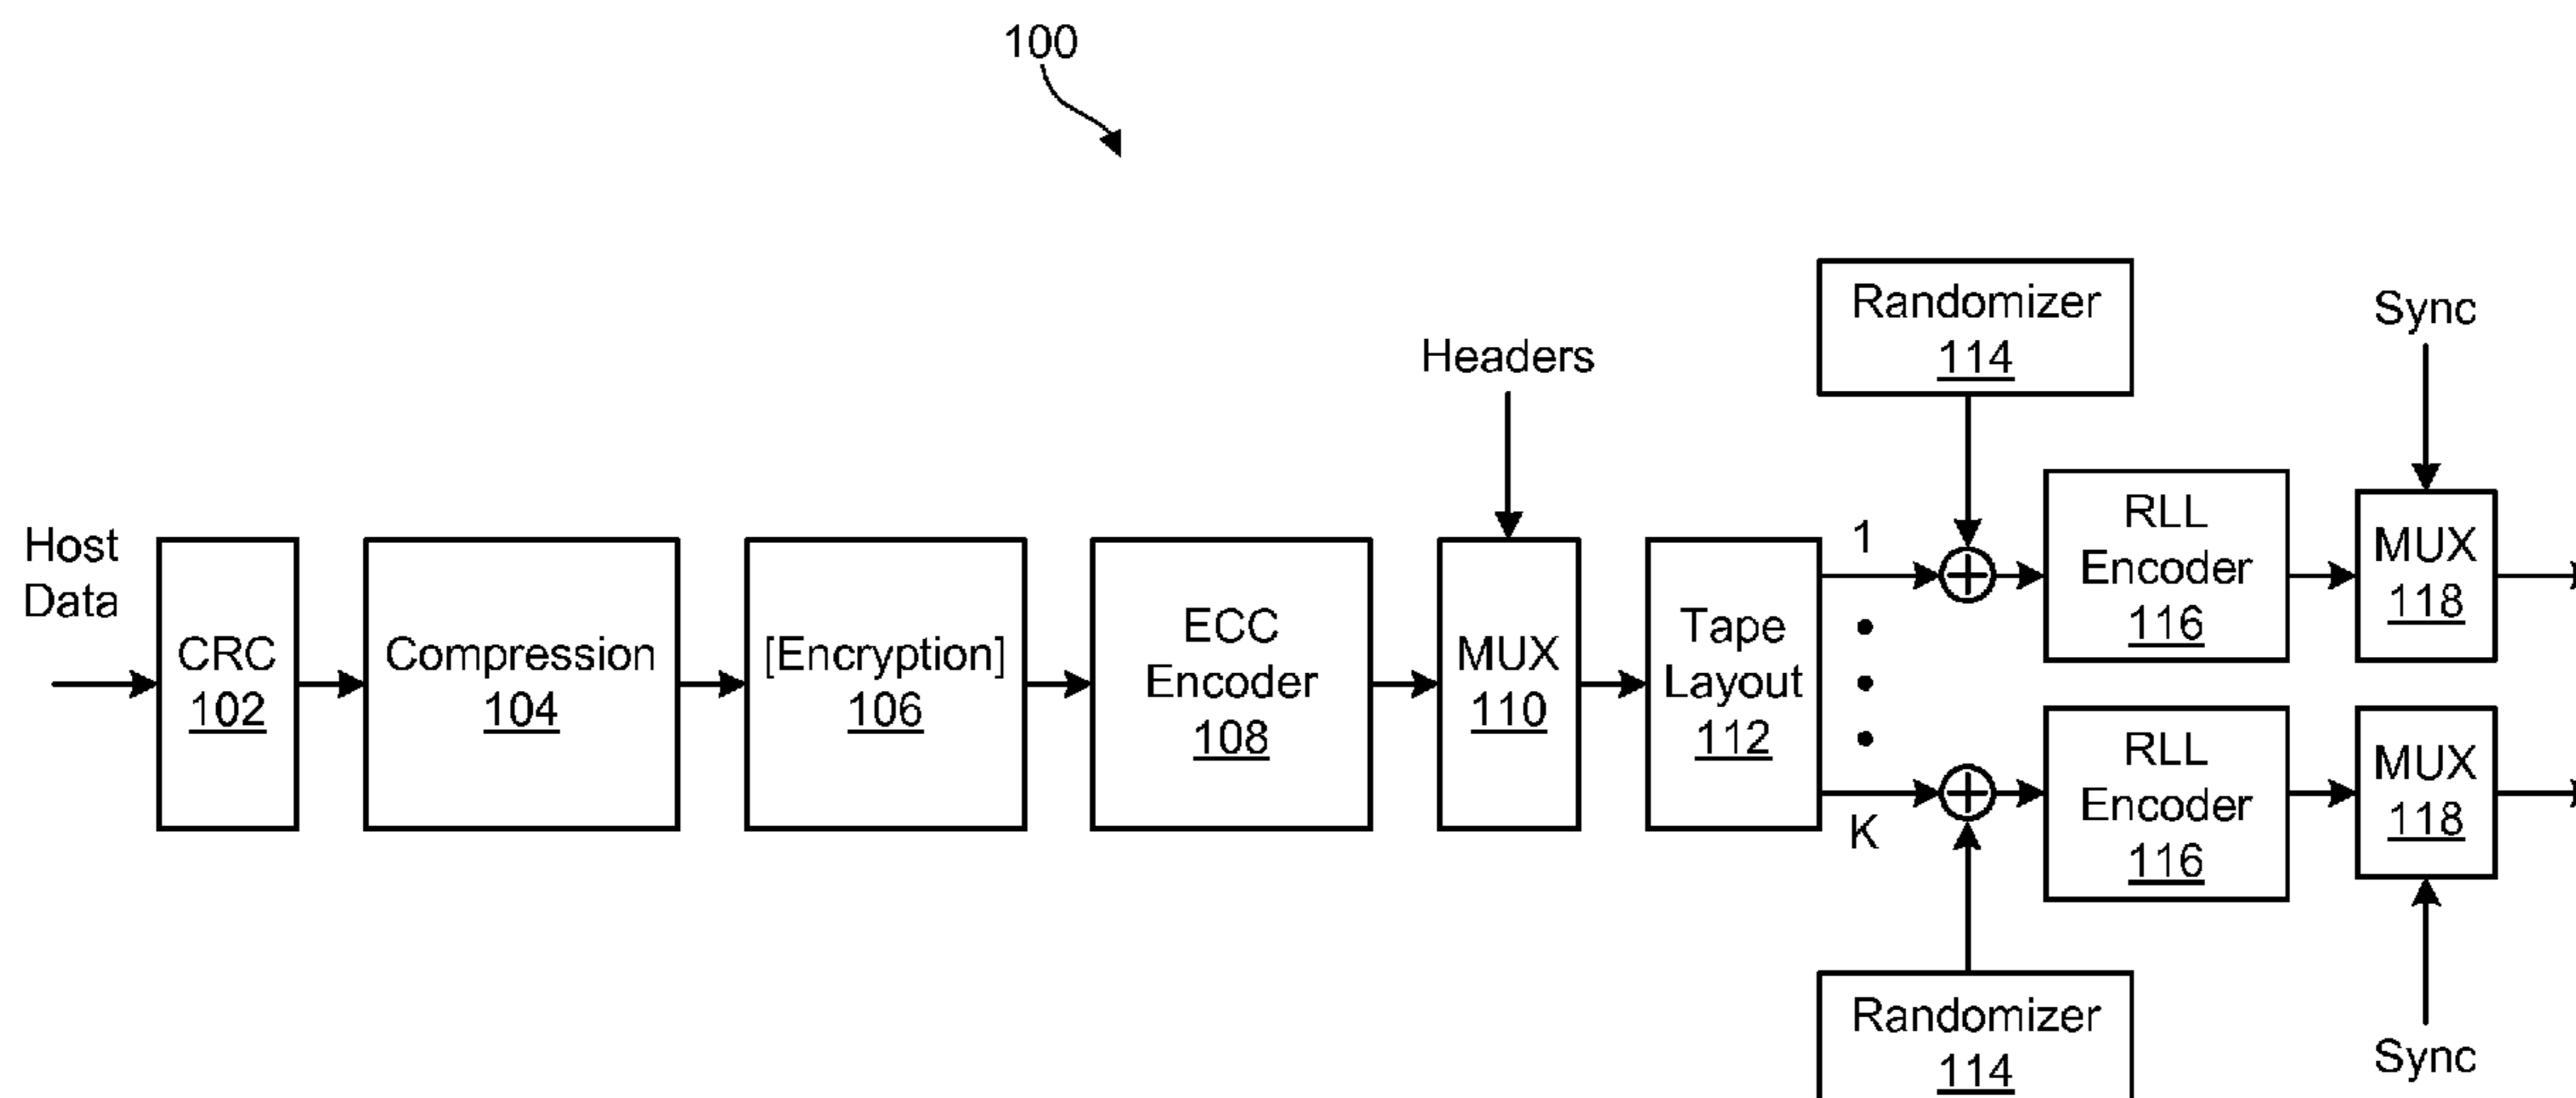 100
Host
Data
CRC
102
Compression
104
[Encryption]
106
ECC
Encoder
108
Headers
MUX
110
Tape
Layout
112
1
K
Randomizer
114
RLL
Encoder
116
Sync
MUX
118
Randomizer
114
RLL
Encoder
116
MUX
118
Sync